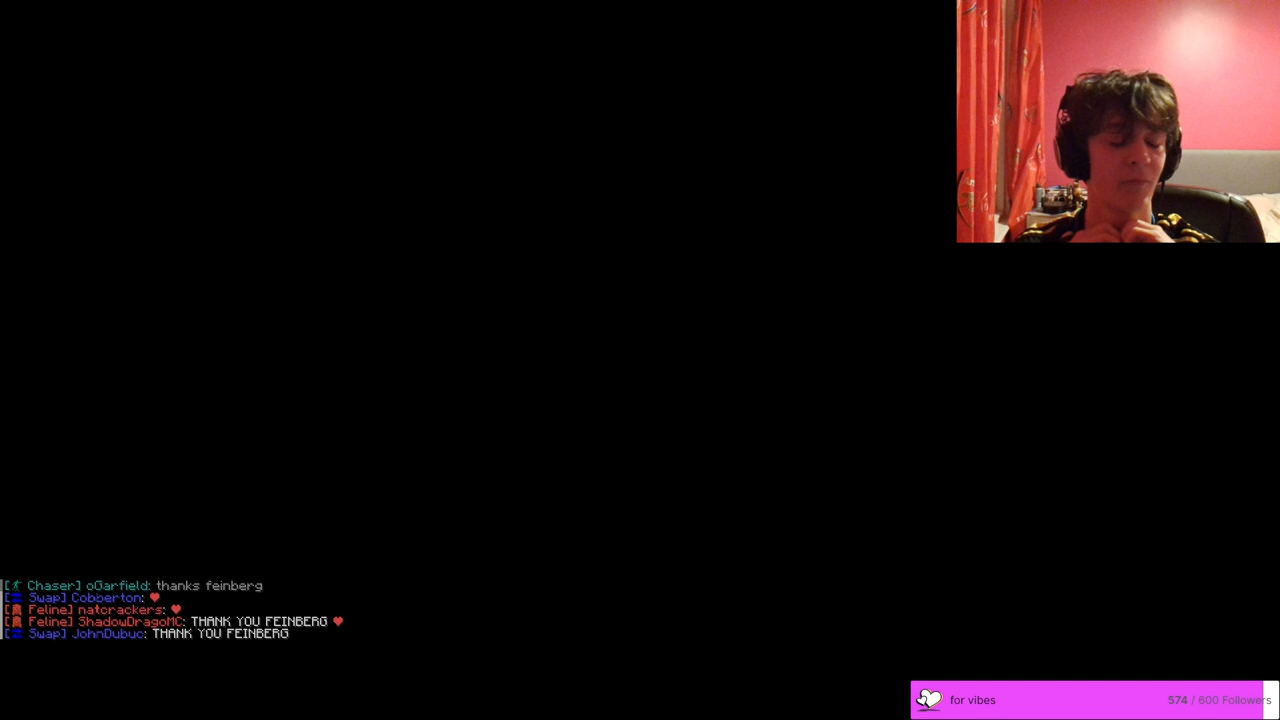 [Chaser] oGarfield: thanks feinberg
[Swap] Cobberton: ❤
[Feline] natcrackers: ❤
[Feline] ShadowDragoMC: THANK YOU FEINBERG ❤
[Swap] JohnDubuc: THANK YOU FEINBERG
for vibes 574 / 600 Followers